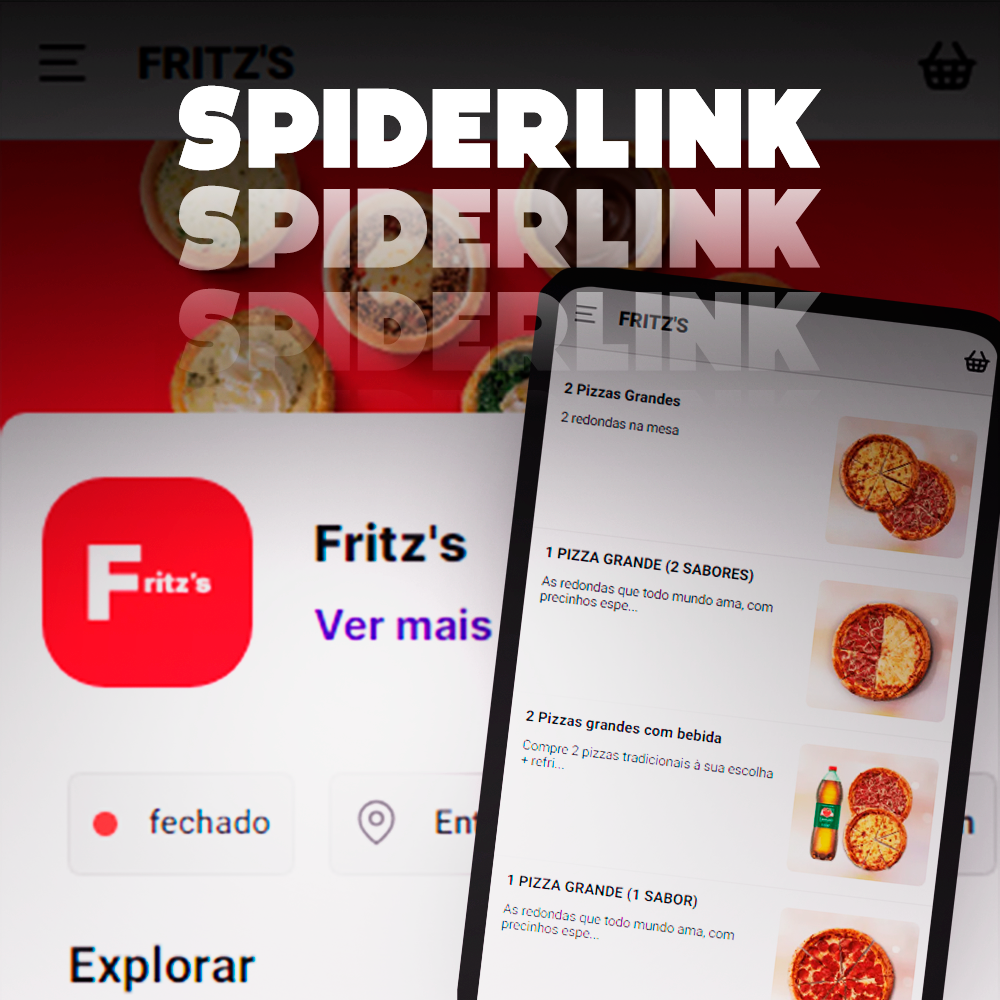 FRITZ'S
SPIDERLINK
SPIDERLINK
SPIDERLINK
FRITZ'S
2 Pizzas Grandes
2 redondas na mesa
1 PIZZA GRANDE (2 SABORES)
As redondas que todo mundo ama, com
precinhos espe...
2 Pizzas grandes com bebida
Compre 2 pizzas tradicionais à sua escolha
+ refri...
1 PIZZA GRANDE (1 SABOR)
As redondas que todo mundo ama, com
precinhos espe...
Fritz's
Fritz's
Ver mais
fechado
Explorar